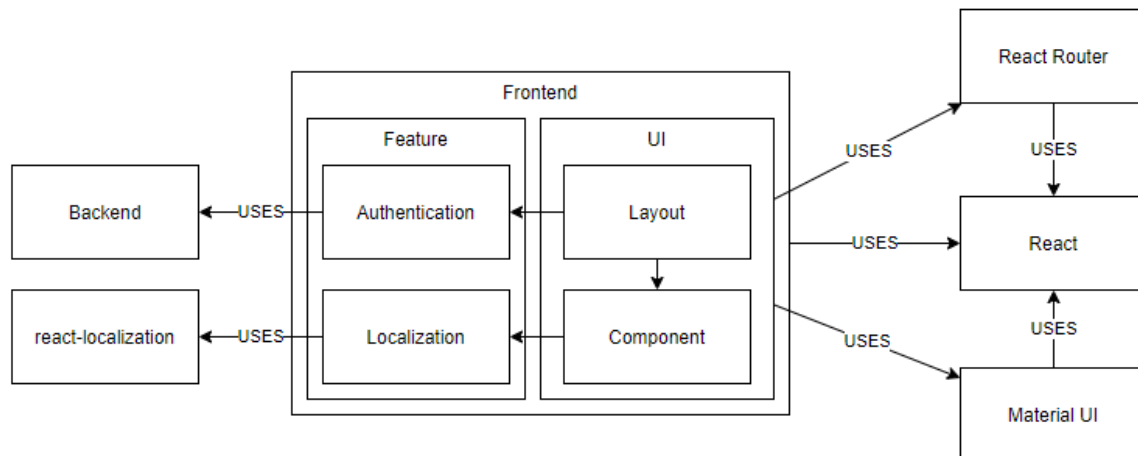 React Router
Frontend
Feature
UI
USES
USES
Backend
USES
Authentication
Layout
USES
React
react-localization
USES
Localization
Component
USES
USES
Material UI